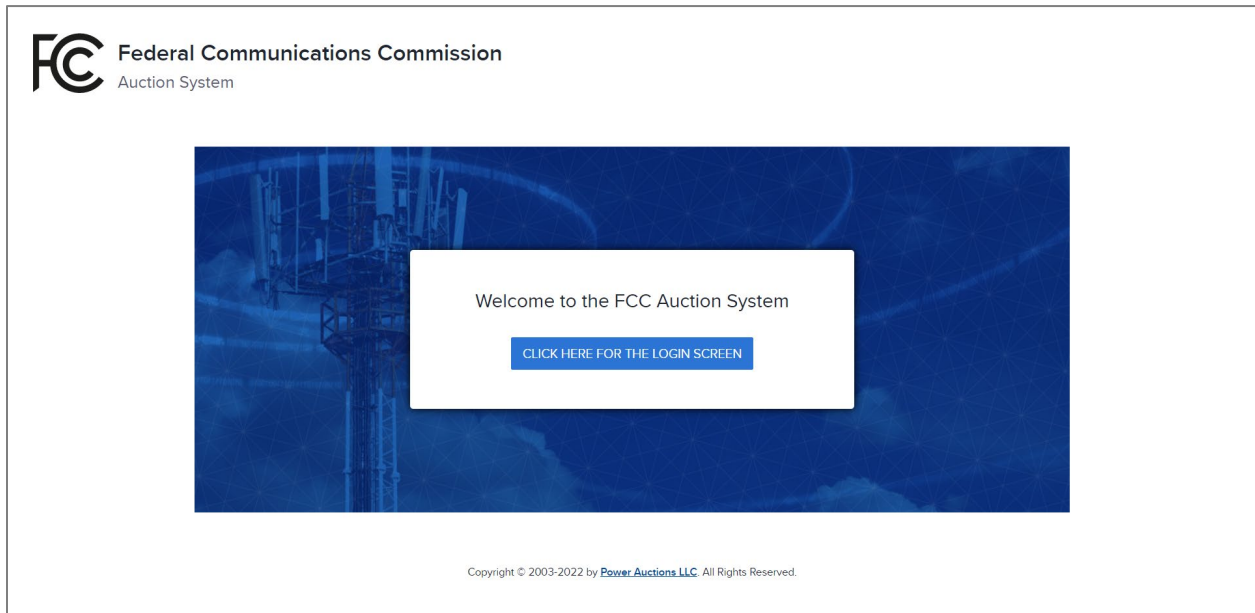 FCC
Federal Communications Commission
Auction System
Welcome to the FCC Auction System
CLICK HERE FOR THE LOGIN SCREEN
Copyright © 2003-2022 by Power Auctions LLC. All Rights Reserved.